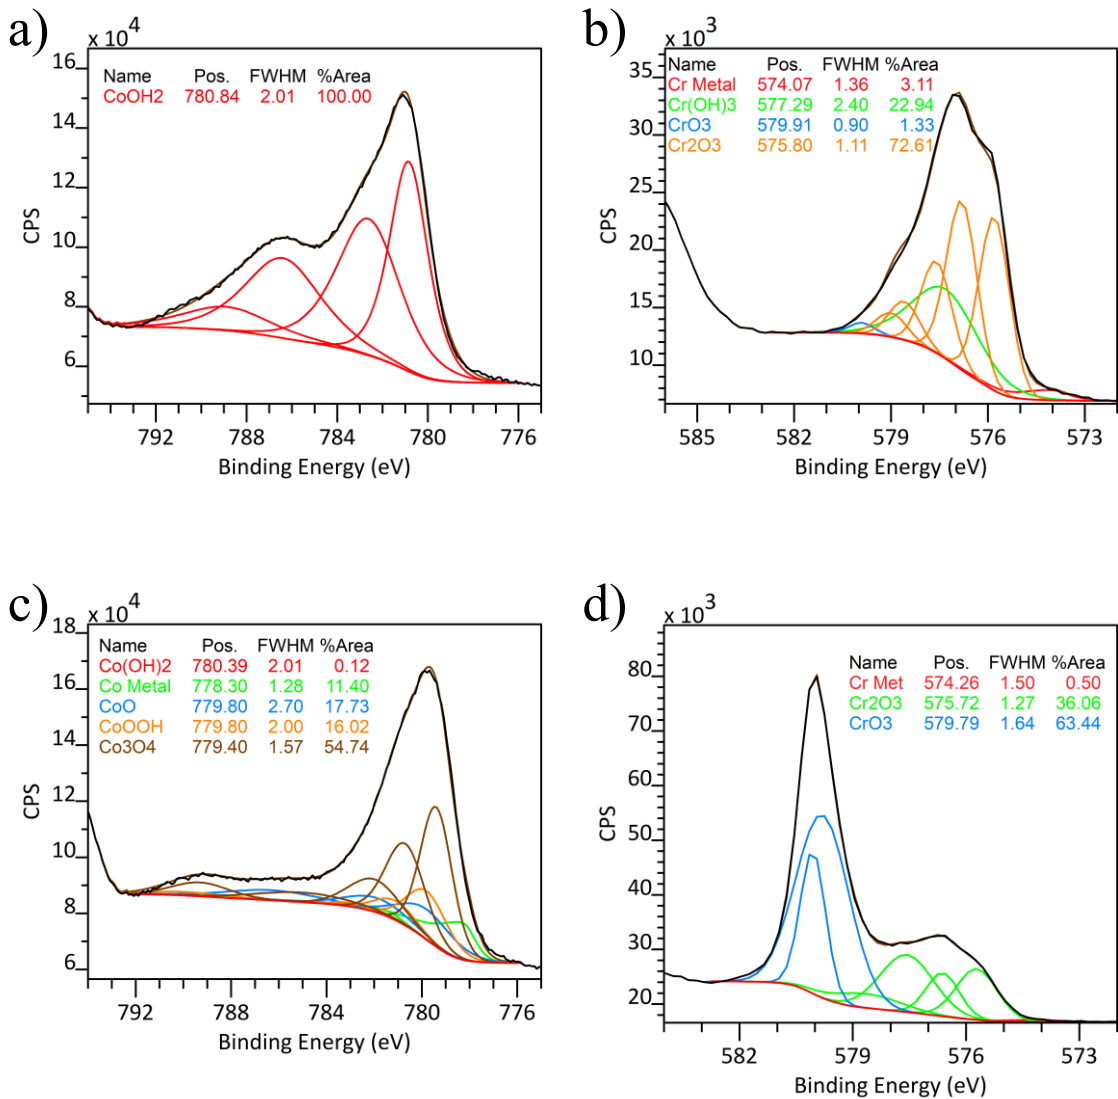 a)
x 10⁴
Name Pos. FWHM %Area
CoOH2 780.84 2.01 100.00
16
14
12
10
8
6
CPS
792 788 784 780 776
Binding Energy (eV)
b)
x 10³
Name Pos. FWHM %Area
Cr Metal 574.07 1.36 3.11
Cr(OH)3 577.29 2.40 22.94
CrO3 579.91 0.90 1.33
Cr2O3 575.80 1.11 72.61
35
30
25
20
15
10
CPS
585 582 579 576 573
Binding Energy (eV)
c)
x 10⁴
Name Pos. FWHM %Area
Co(OH)2 780.39 2.01 0.12
Co Metal 778.30 1.28 11.40
CoO 779.80 2.70 17.73
CoOOH 779.80 2.00 16.02
Co3O4 779.40 1.57 54.74
18
16
14
12
10
8
6
CPS
792 788 784 780 776
Binding Energy (eV)
d)
x 10³
Name Pos. FWHM %Area
Cr Met 574.26 1.50 0.50
Cr2O3 575.72 1.27 36.06
CrO3 579.79 1.64 63.44
80
70
60
50
40
30
20
CPS
582 579 576 573
Binding Energy (eV)